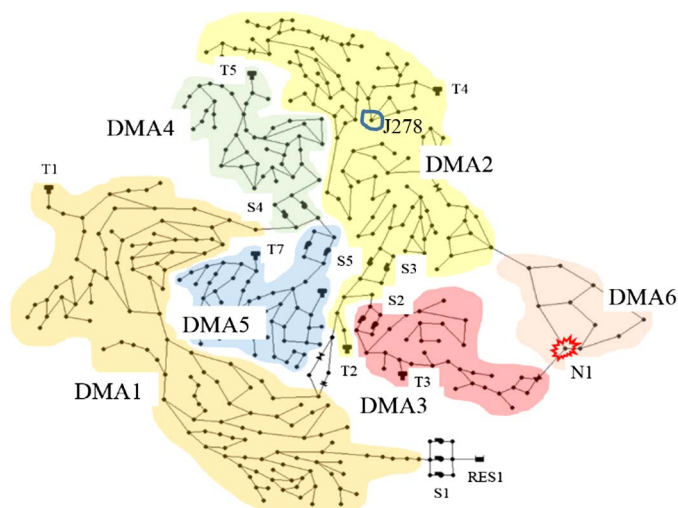 T5
T4
DMA4
J278
DMA2
T1
S4
T7
S5
S3
DMA6
S2
DMA5
T2
T3
N1
DMA1
DMA3
S1
RES1